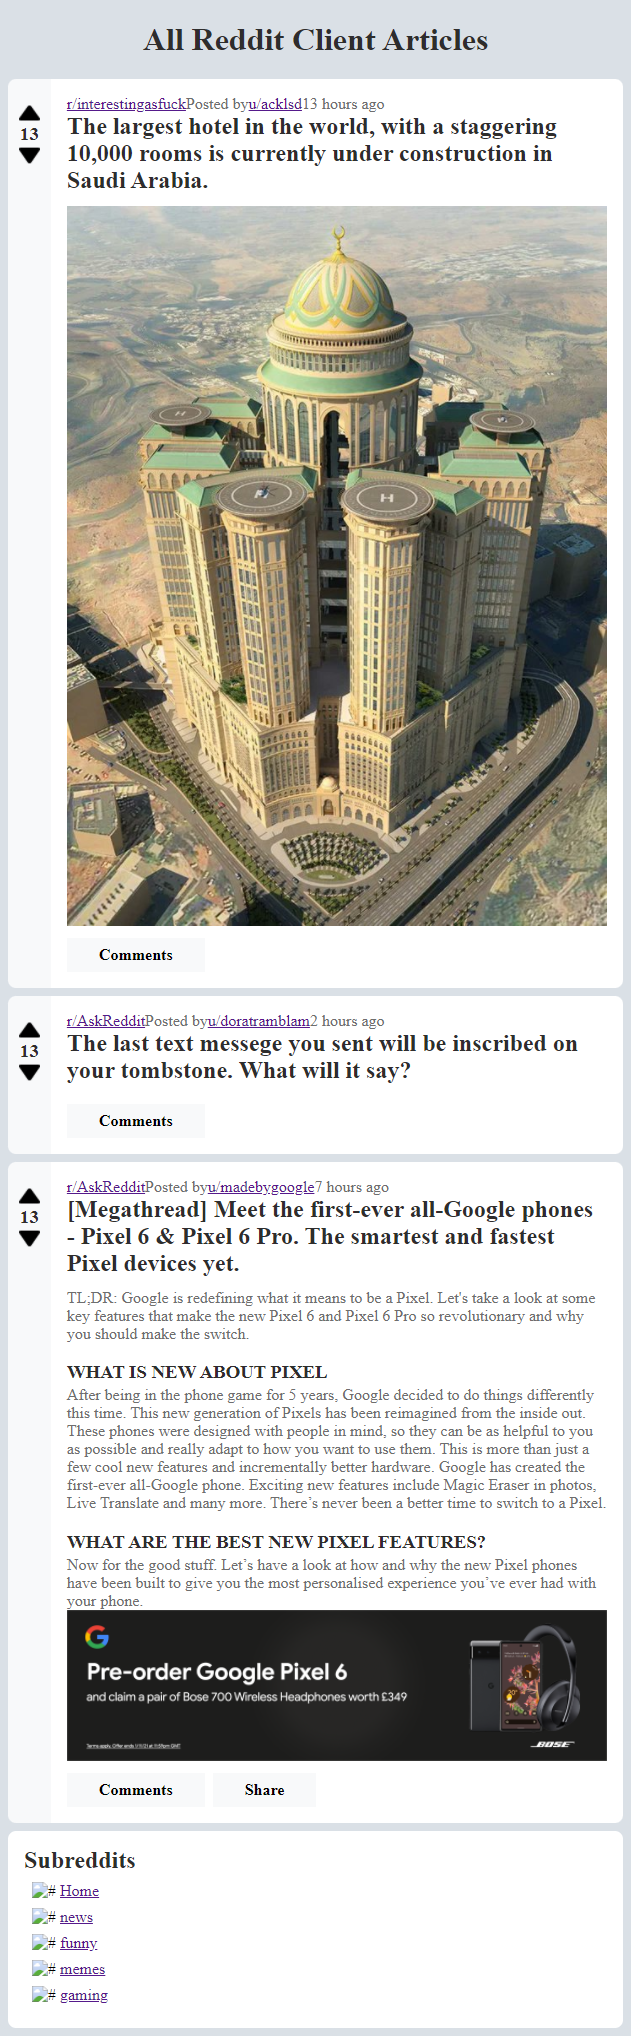 All Reddit Client Articles
r/interestingasfuckPosted byu/acklsd13 hours ago
13
The largest hotel in the world, with a staggering
10,000 rooms is currently under construction in
Saudi Arabia.
H
H
Comments
r/AskRedditPosted byu/doratramblam2 hours ago
13
The last text messege you sent will be inscribed on
your tombstone. What will it say?
Comments
r/AskRedditPosted byu/madebygoogle7 hours ago
13
[Megathread] Meet the first-ever all-Google phones
- Pixel 6 & Pixel 6 Pro. The smartest and fastest
Pixel devices yet.
TL;DR: Google is redefining what it means to be a Pixel. Let's take a look at some
key features that make the new Pixel 6 and Pixel 6 Pro so revolutionary and why
you should make the switch.
WHAT IS NEW ABOUT PIXEL
After being in the phone game for 5 years, Google decided to do things differently
this time. This new generation of Pixels has been reimagined from the inside out.
These phones were designed with people in mind, so they can be as helpful to you
as possible and really adapt to how you want to use them. This is more than just a
few cool new features and incrementally better hardware. Google has created the
first-ever all-Google phone. Exciting new features include Magic Eraser in photos,
Live Translate and many more. There’s never been a better time to switch to a Pixel.
WHAT ARE THE BEST NEW PIXEL FEATURES?
Now for the good stuff. Let’s have a look at how and why the new Pixel phones
have been built to give you the most personalised experience you’ve ever had with
your phone.
G
Pre-order Google Pixel 6
and claim a pair of Bose 700 Wireless Headphones worth £349
Terms apply. Offer ends 1/11/21 at 11:59pm GMT
BOSE
Comments Share
Subreddits
# Home
# news
# funny
# memes
# gaming